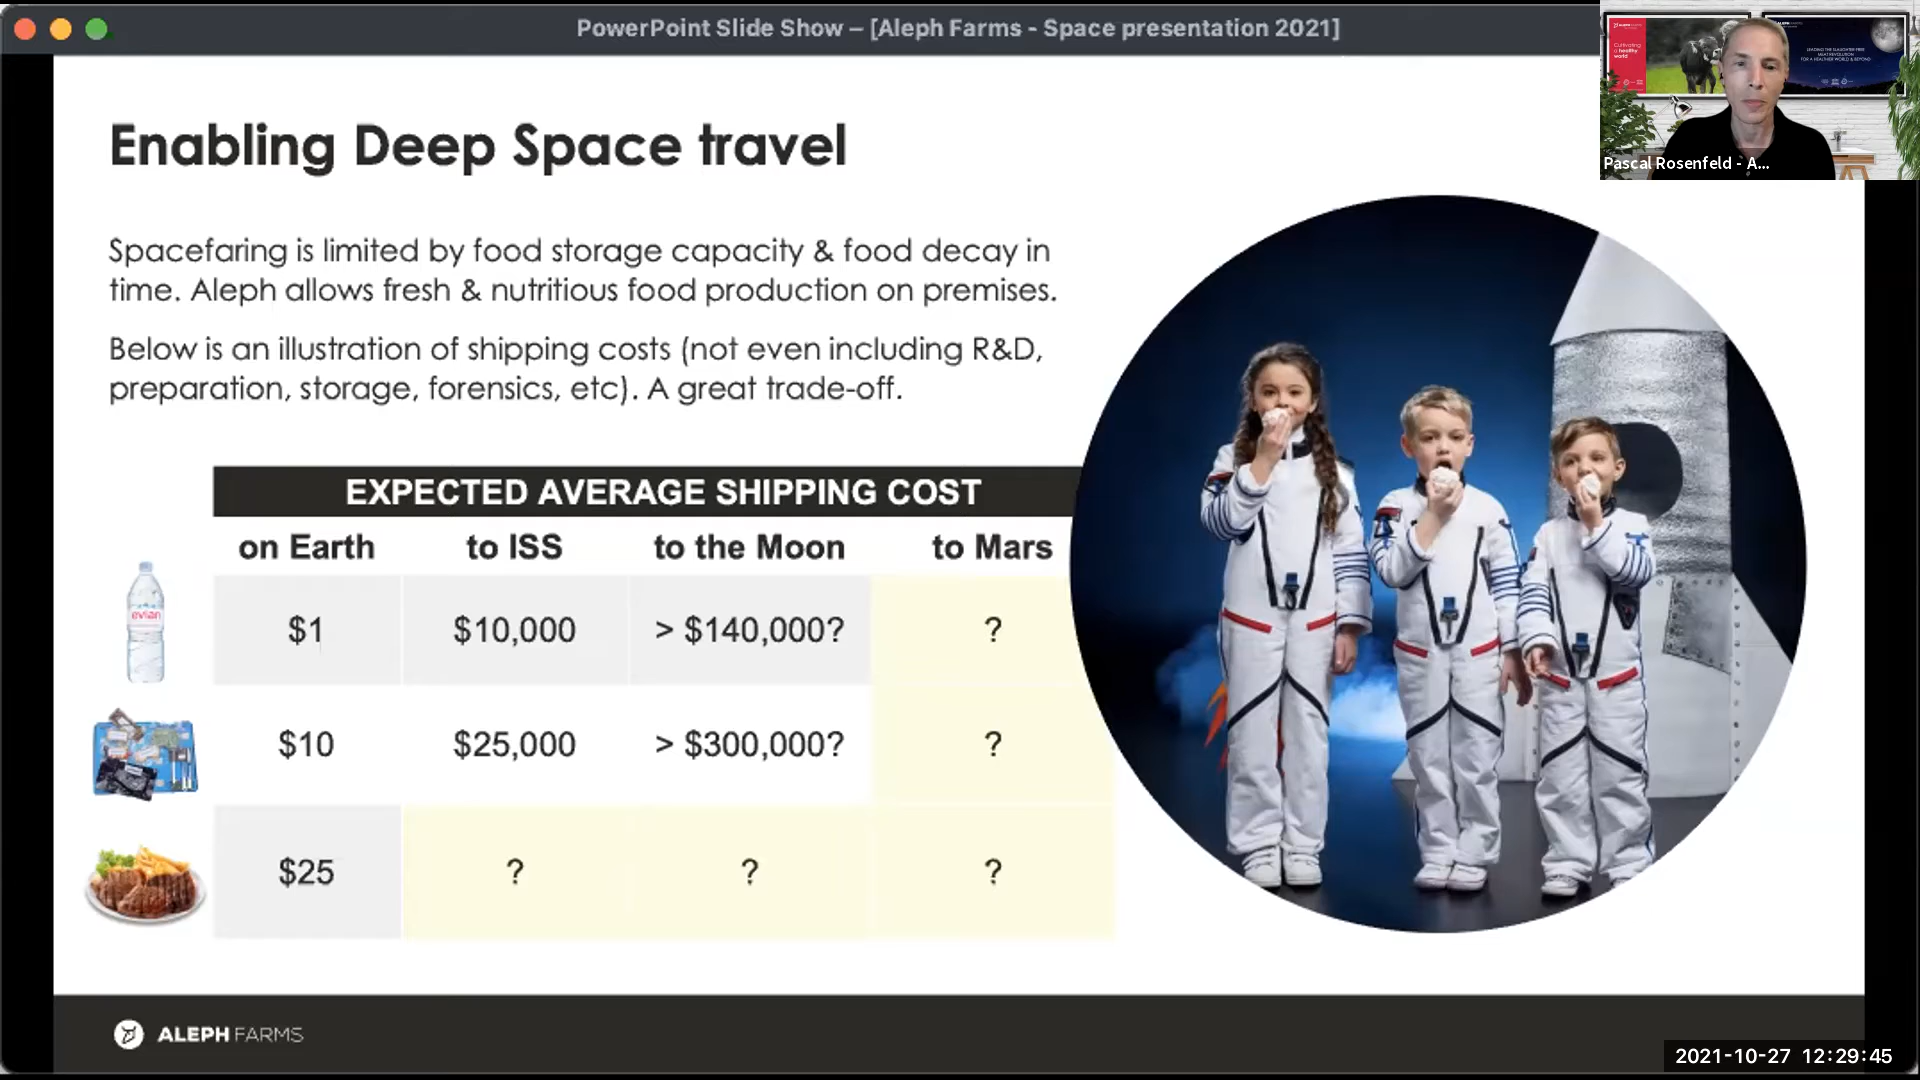 PowerPoint Slide Show – [Aleph Farms - Space presentation 2021]
Pascal Rosenfeld - A...
Enabling Deep Space travel
Spacefaring is limited by food storage capacity & food decay in
time. Aleph allows fresh & nutritious food production on premises.
Below is an illustration of shipping costs (not even including R&D,
preparation, storage, forensics, etc). A great trade-off.
EXPECTED AVERAGE SHIPPING COST
on Earth to ISS to the Moon to Mars
evian
$1 $10,000 > $140,000? ?
$10 $25,000 > $300,000? ?
$25 ? ? ?
ALEPH FARMS
2021-10-27 12:29:45